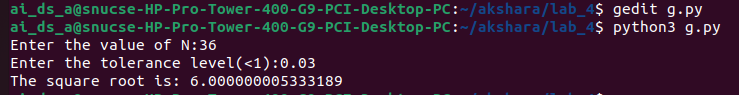 ai_ds_a@snucse-HP-Pro-Tower-400-G9-PCI-Desktop-PC:~/akshara/lab_4$ gedit g.py
ai_ds_a@snucse-HP-Pro-Tower-400-G9-PCI-Desktop-PC:~/akshara/lab_4$ python3 g.py
Enter the value of N:36
Enter the tolerance level(<1):0.03
The square root is: 6.000000005333189